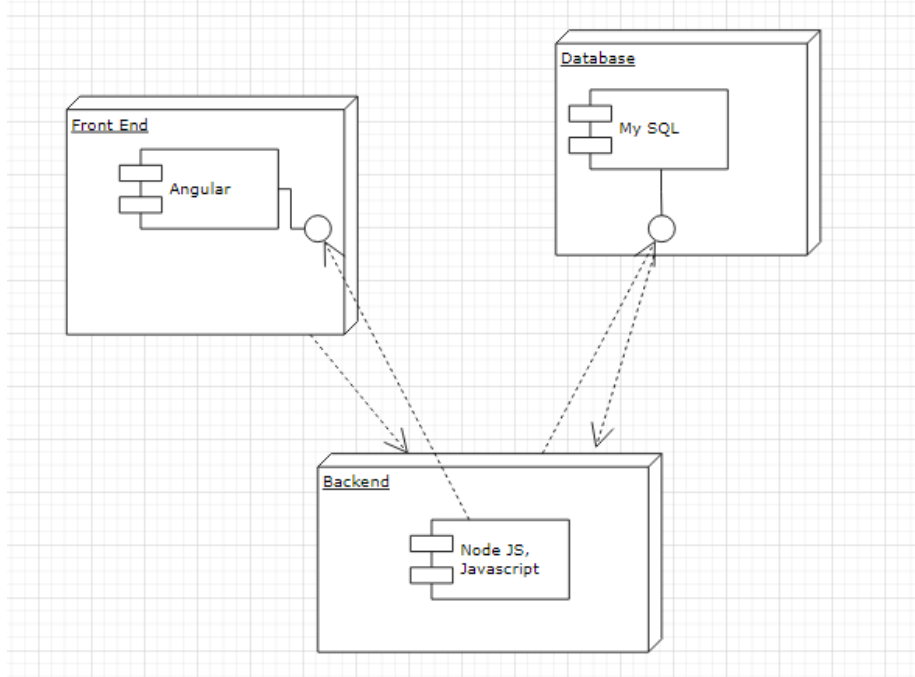 Database
My SQL
Front End
Angular
Backend
Node JS,
Javascript